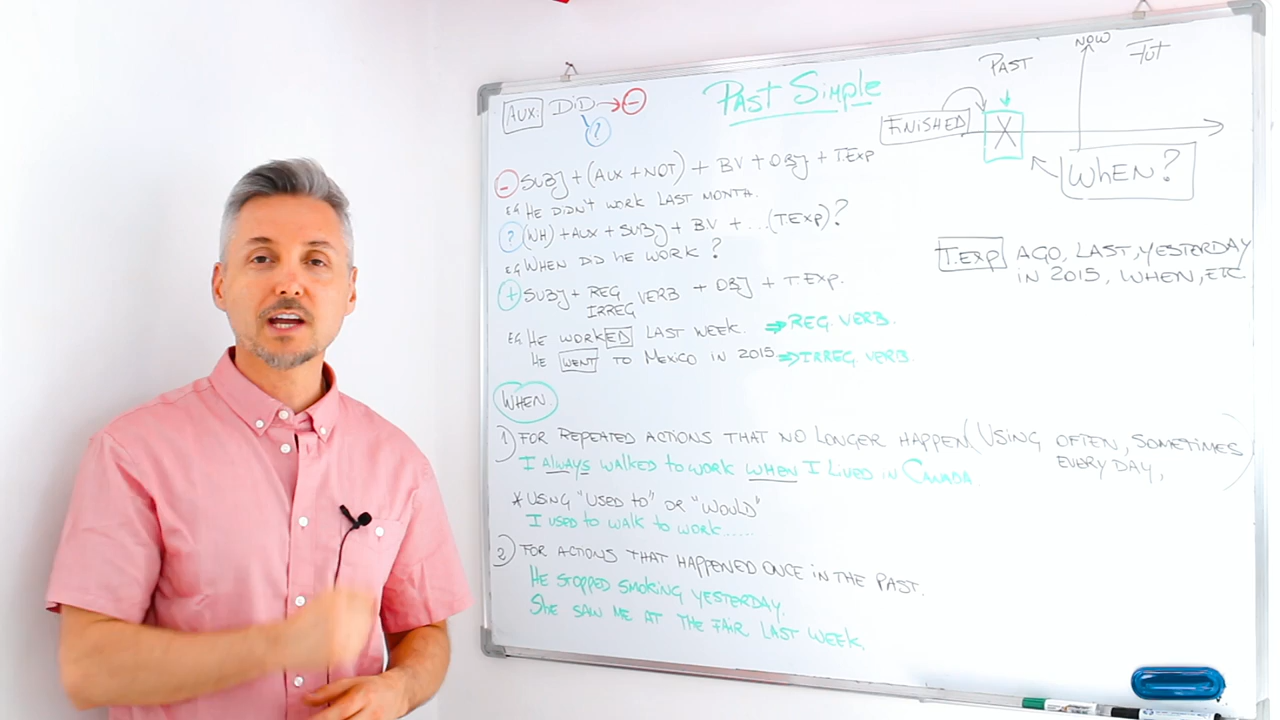 Past Simple
AUX: DID → -
?
PAST
NOW
FUT
FINISHED
X
WHEN?
- SUBJ + (AUX + NOT) + BV + OBJ + T.EXP
EG HE DIDN'T WORK LAST MONTH.
? (WH) + AUX + SUBJ + BV + ... (T.EXP)?
EG WHEN DID HE WORK ?
+ SUBJ + REG VERB + OBJ + T.EXP.
IRREG
EG. HE WORKED LAST WEEK. ⇒ REG. VERB.
HE WENT TO MEXICO IN 2015 ⇒ IRREG. VERB.
T.EXP AGO, LAST, YESTERDAY
IN 2015, WHEN, ETC.
WHEN
1) FOR REPEATED ACTIONS THAT NO LONGER HAPPEN (USING OFTEN, SOMETIMES
EVERY DAY, )
I ALWAYS WALKED TO WORK WHEN I LIVED IN CANADA
* USING "USED TO" OR "WOULD"
I USED TO WALK TO WORK......
2) FOR ACTIONS THAT HAPPENED ONCE IN THE PAST.
HE STOPPED SMOKING YESTERDAY.
SHE SAW ME AT THE FAIR LAST WEEK.